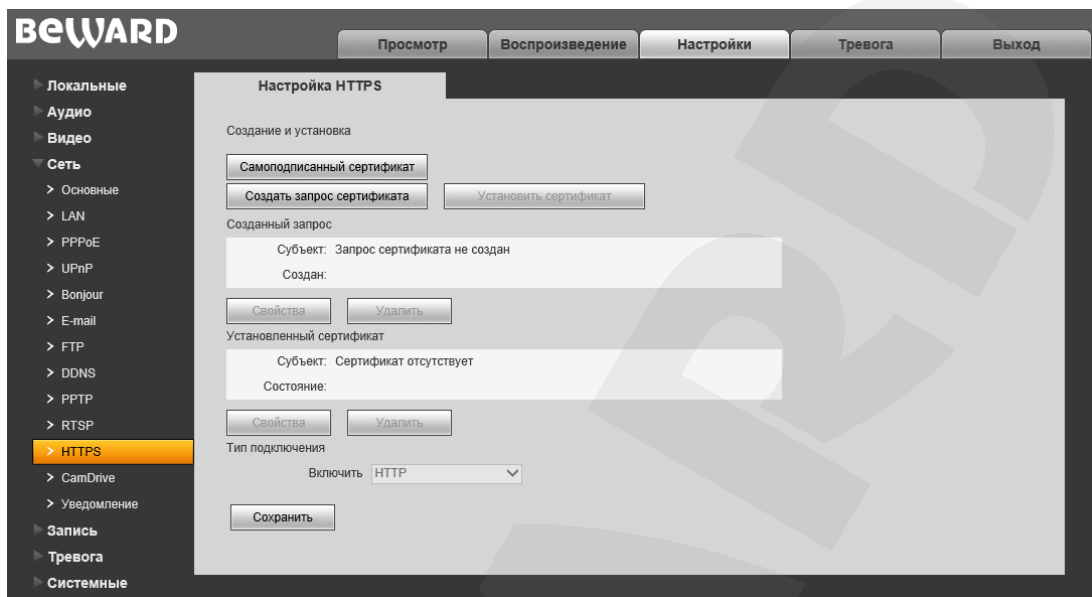 BEWARD
Просмотр Воспроизведение Настройки Тревога Выход
Локальные
Аудио
Видео
Сеть
> Основные
> LAN
> PPPoE
> UPnP
> Bonjour
> E-mail
> FTP
> DDNS
> PPTP
> RTSP
> HTTPS
> CamDrive
> Уведомление
Запись
Тревога
Системные
Настройка HTTPS
Создание и установка
Самоподписанный сертификат
Создать запрос сертификата Установить сертификат
Созданный запрос
Субъект: Запрос сертификата не создан
Создан:
Свойства Удалить
Установленный сертификат
Субъект: Сертификат отсутствует
Состояние:
Свойства Удалить
Тип подключения
Включить HTTP
Сохранить